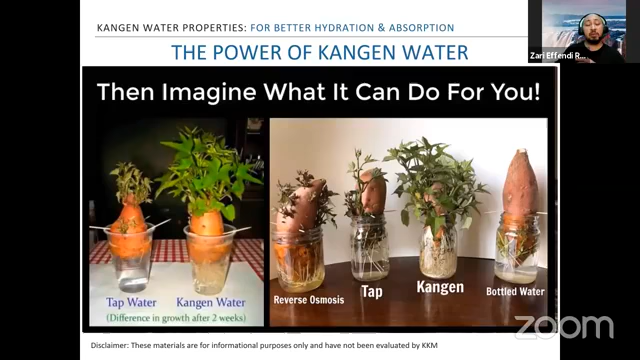 KANGEN WATER PROPERTIES: FOR BETTER HYDRATION & ABSORPTION
THE POWER OF KANGEN WATER
Zari Effendi R...
Then Imagine What It Can Do For You!
Tap Water Kangen Water
(Difference in growth after 2 weeks)
Reverse Osmosis
Tap
Kangen
Bottled Water
zoom
Disclaimer: These materials are for informational purposes only and have not been evaluated by KKM